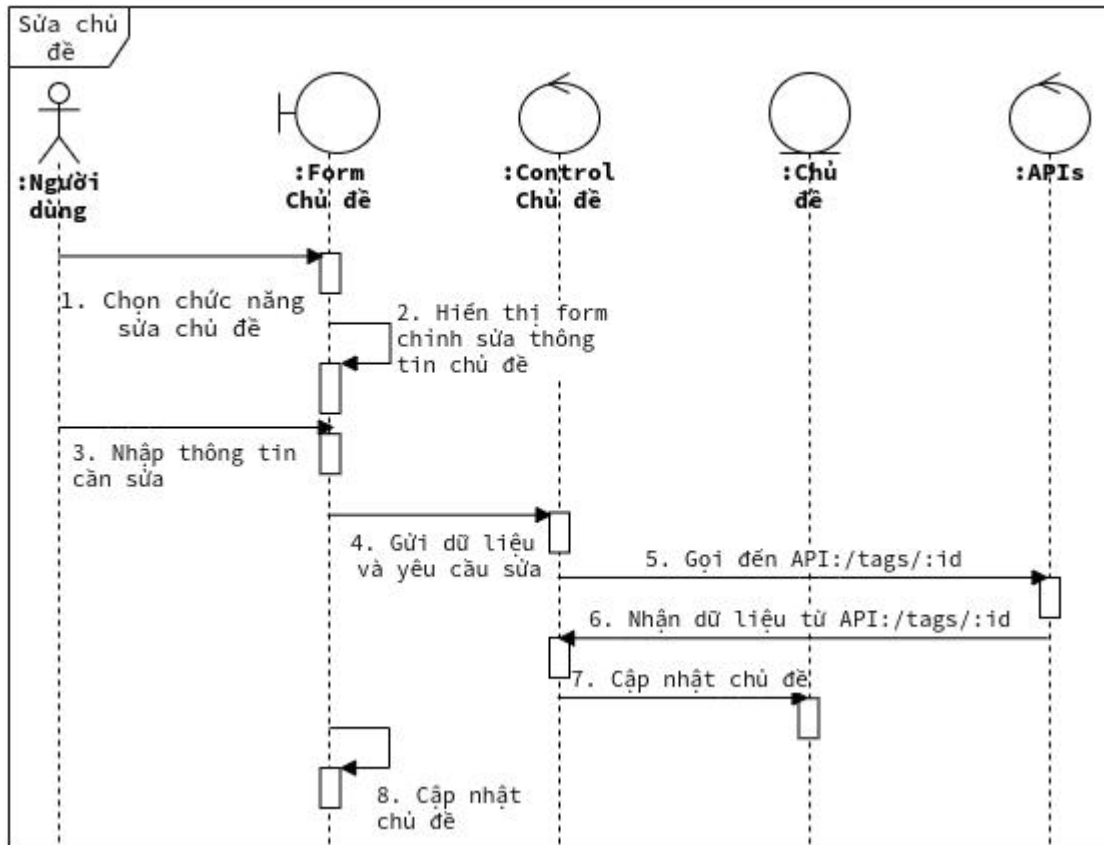 Sửa chủ
đề
:Người
dùng
:Form
Chủ đề
:Control
Chủ đề
:Chủ
đề
:APIs
1. Chọn chức năng
sửa chủ đề
2. Hiển thị form
chỉnh sửa thông
tin chủ đề
3. Nhập thông tin
cần sửa
4. Gửi dữ liệu
và yêu cầu sửa
5. Gọi đến API:/tags/:id
6. Nhận dữ liệu từ API:/tags/:id
7. Cập nhật chủ đề
8. Cập nhật
chủ đề